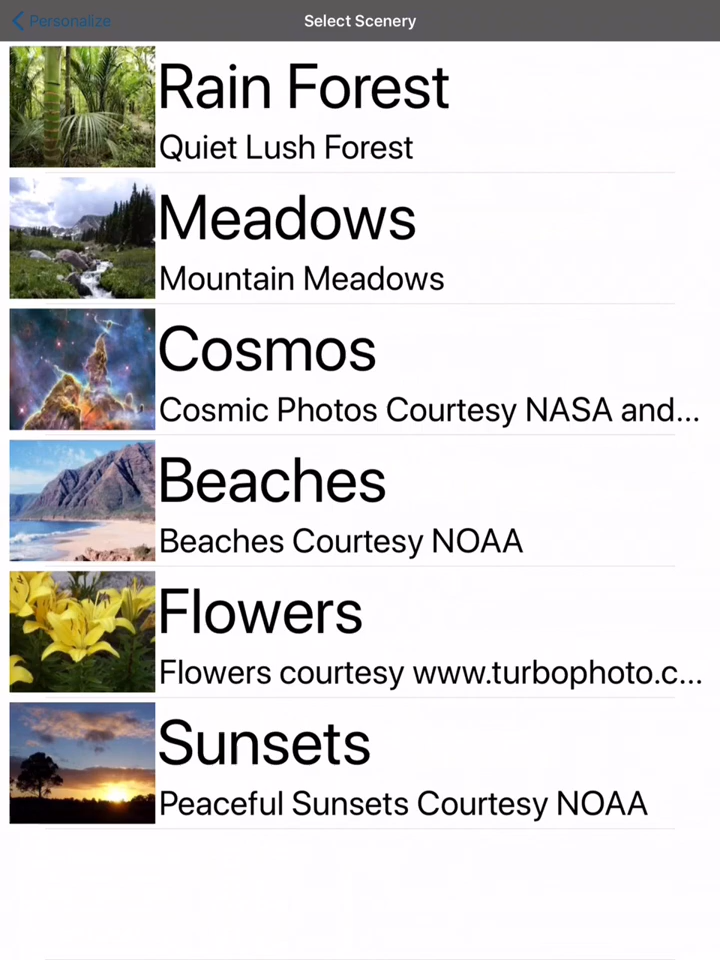 Personalize
Select Scenery
Rain Forest
Quiet Lush Forest
Meadows
Mountain Meadows
Cosmos
Cosmic Photos Courtesy NASA and...
Beaches
Beaches Courtesy NOAA
Flowers
Flowers courtesy www.turbophoto.c...
Sunsets
Peaceful Sunsets Courtesy NOAA